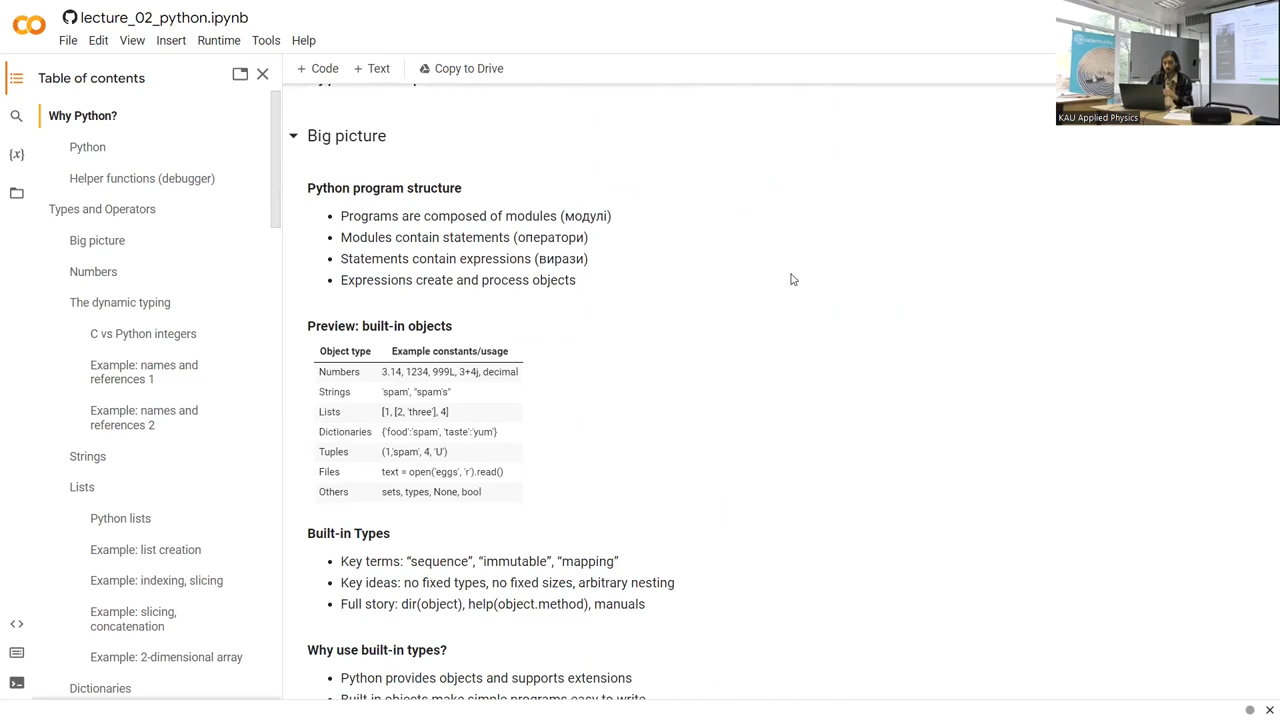 lecture_02_python.ipynb
File Edit View Insert Runtime Tools Help
Table of contents
+ Code + Text Copy to Drive
Why Python?
Python
Helper functions (debugger)
Types and Operators
Big picture
Numbers
The dynamic typing
C vs Python integers
Example: names and
references 1
Example: names and
references 2
Strings
Lists
Python lists
Example: list creation
Example: indexing, slicing
Example: slicing,
concatenation
Example: 2-dimensional array
Dictionaries
Big picture
Python program structure
• Programs are composed of modules (модулі)
• Modules contain statements (оператори)
• Statements contain expressions (вирази)
• Expressions create and process objects
Preview: built-in objects
Object type Example constants/usage
Numbers 3.14, 1234, 999L, 3+4j, decimal
Strings 'spam', "spam's"
Lists [1, [2, 'three'], 4]
Dictionaries {'food':'spam', 'taste':'yum'}
Tuples (1,'spam', 4, 'U')
Files text = open('eggs', 'r').read()
Others sets, types, None, bool
Built-in Types
• Key terms: “sequence”, “immutable”, “mapping”
• Key ideas: no fixed types, no fixed sizes, arbitrary nesting
• Full story: dir(object), help(object.method), manuals
Why use built-in types?
• Python provides objects and supports extensions
• Built-in objects make simple programs easy to write
KAU Applied Physics